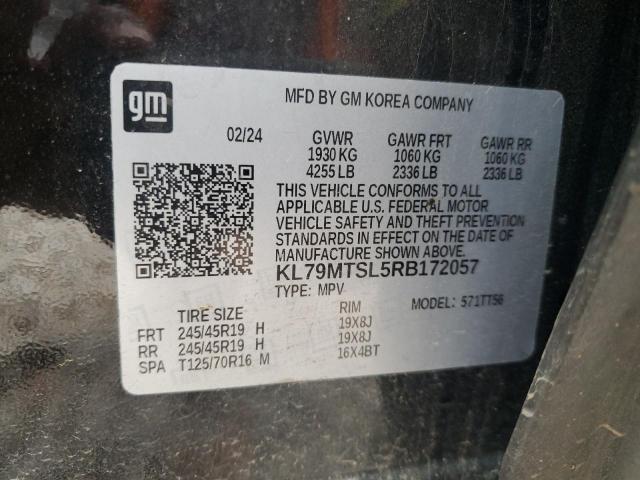 gm
MFD BY GM KOREA COMPANY
02/24 GVWR GAWR FRT GAWR RR
1930 KG 1060 KG 1060 KG
4255 LB 2336 LB 2336 LB
THIS VEHICLE CONFORMS TO ALL
APPLICABLE U.S. FEDERAL MOTOR
VEHICLE SAFETY AND THEFT PREVENTION
STANDARDS IN EFFECT ON THE DATE OF
MANUFACTURE SHOWN ABOVE.
KL79MTSL5RB172057
TYPE: MPV MODEL: 571TT56
TIRE SIZE RIM
FRT 245/45R19 H 19X8J
RR 245/45R19 H 19X8J
SPA T125/70R16 M 16X4BT